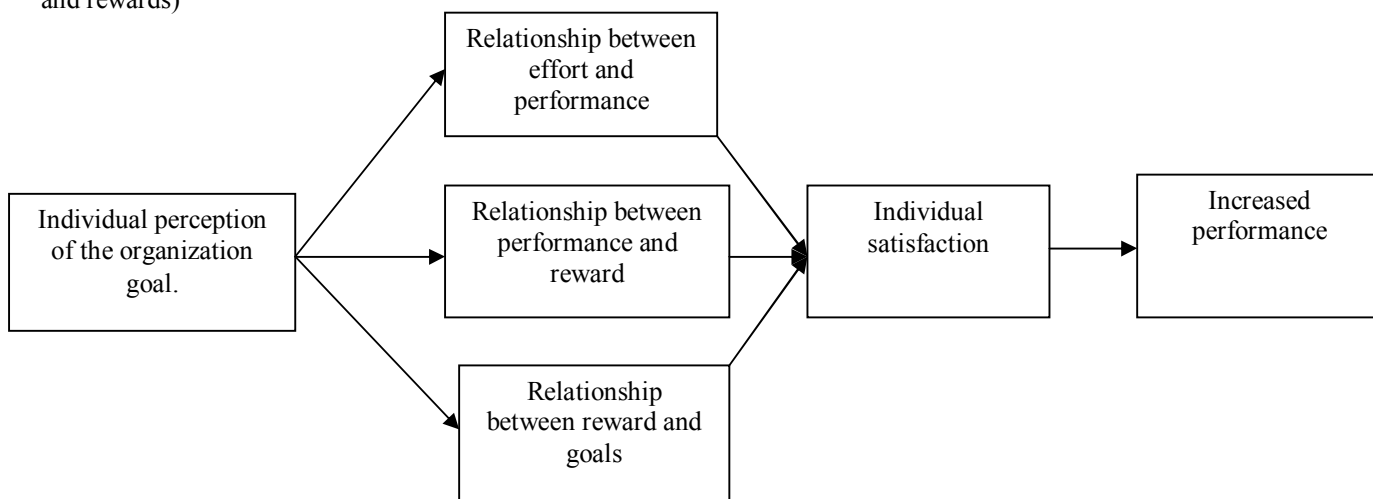 and rewards)
Relationship between
effort and
performance
Individual perception
of the organization
goal.
Relationship between
performance and
reward
Relationship
between reward and
goals
Individual
satisfaction
Increased
performance